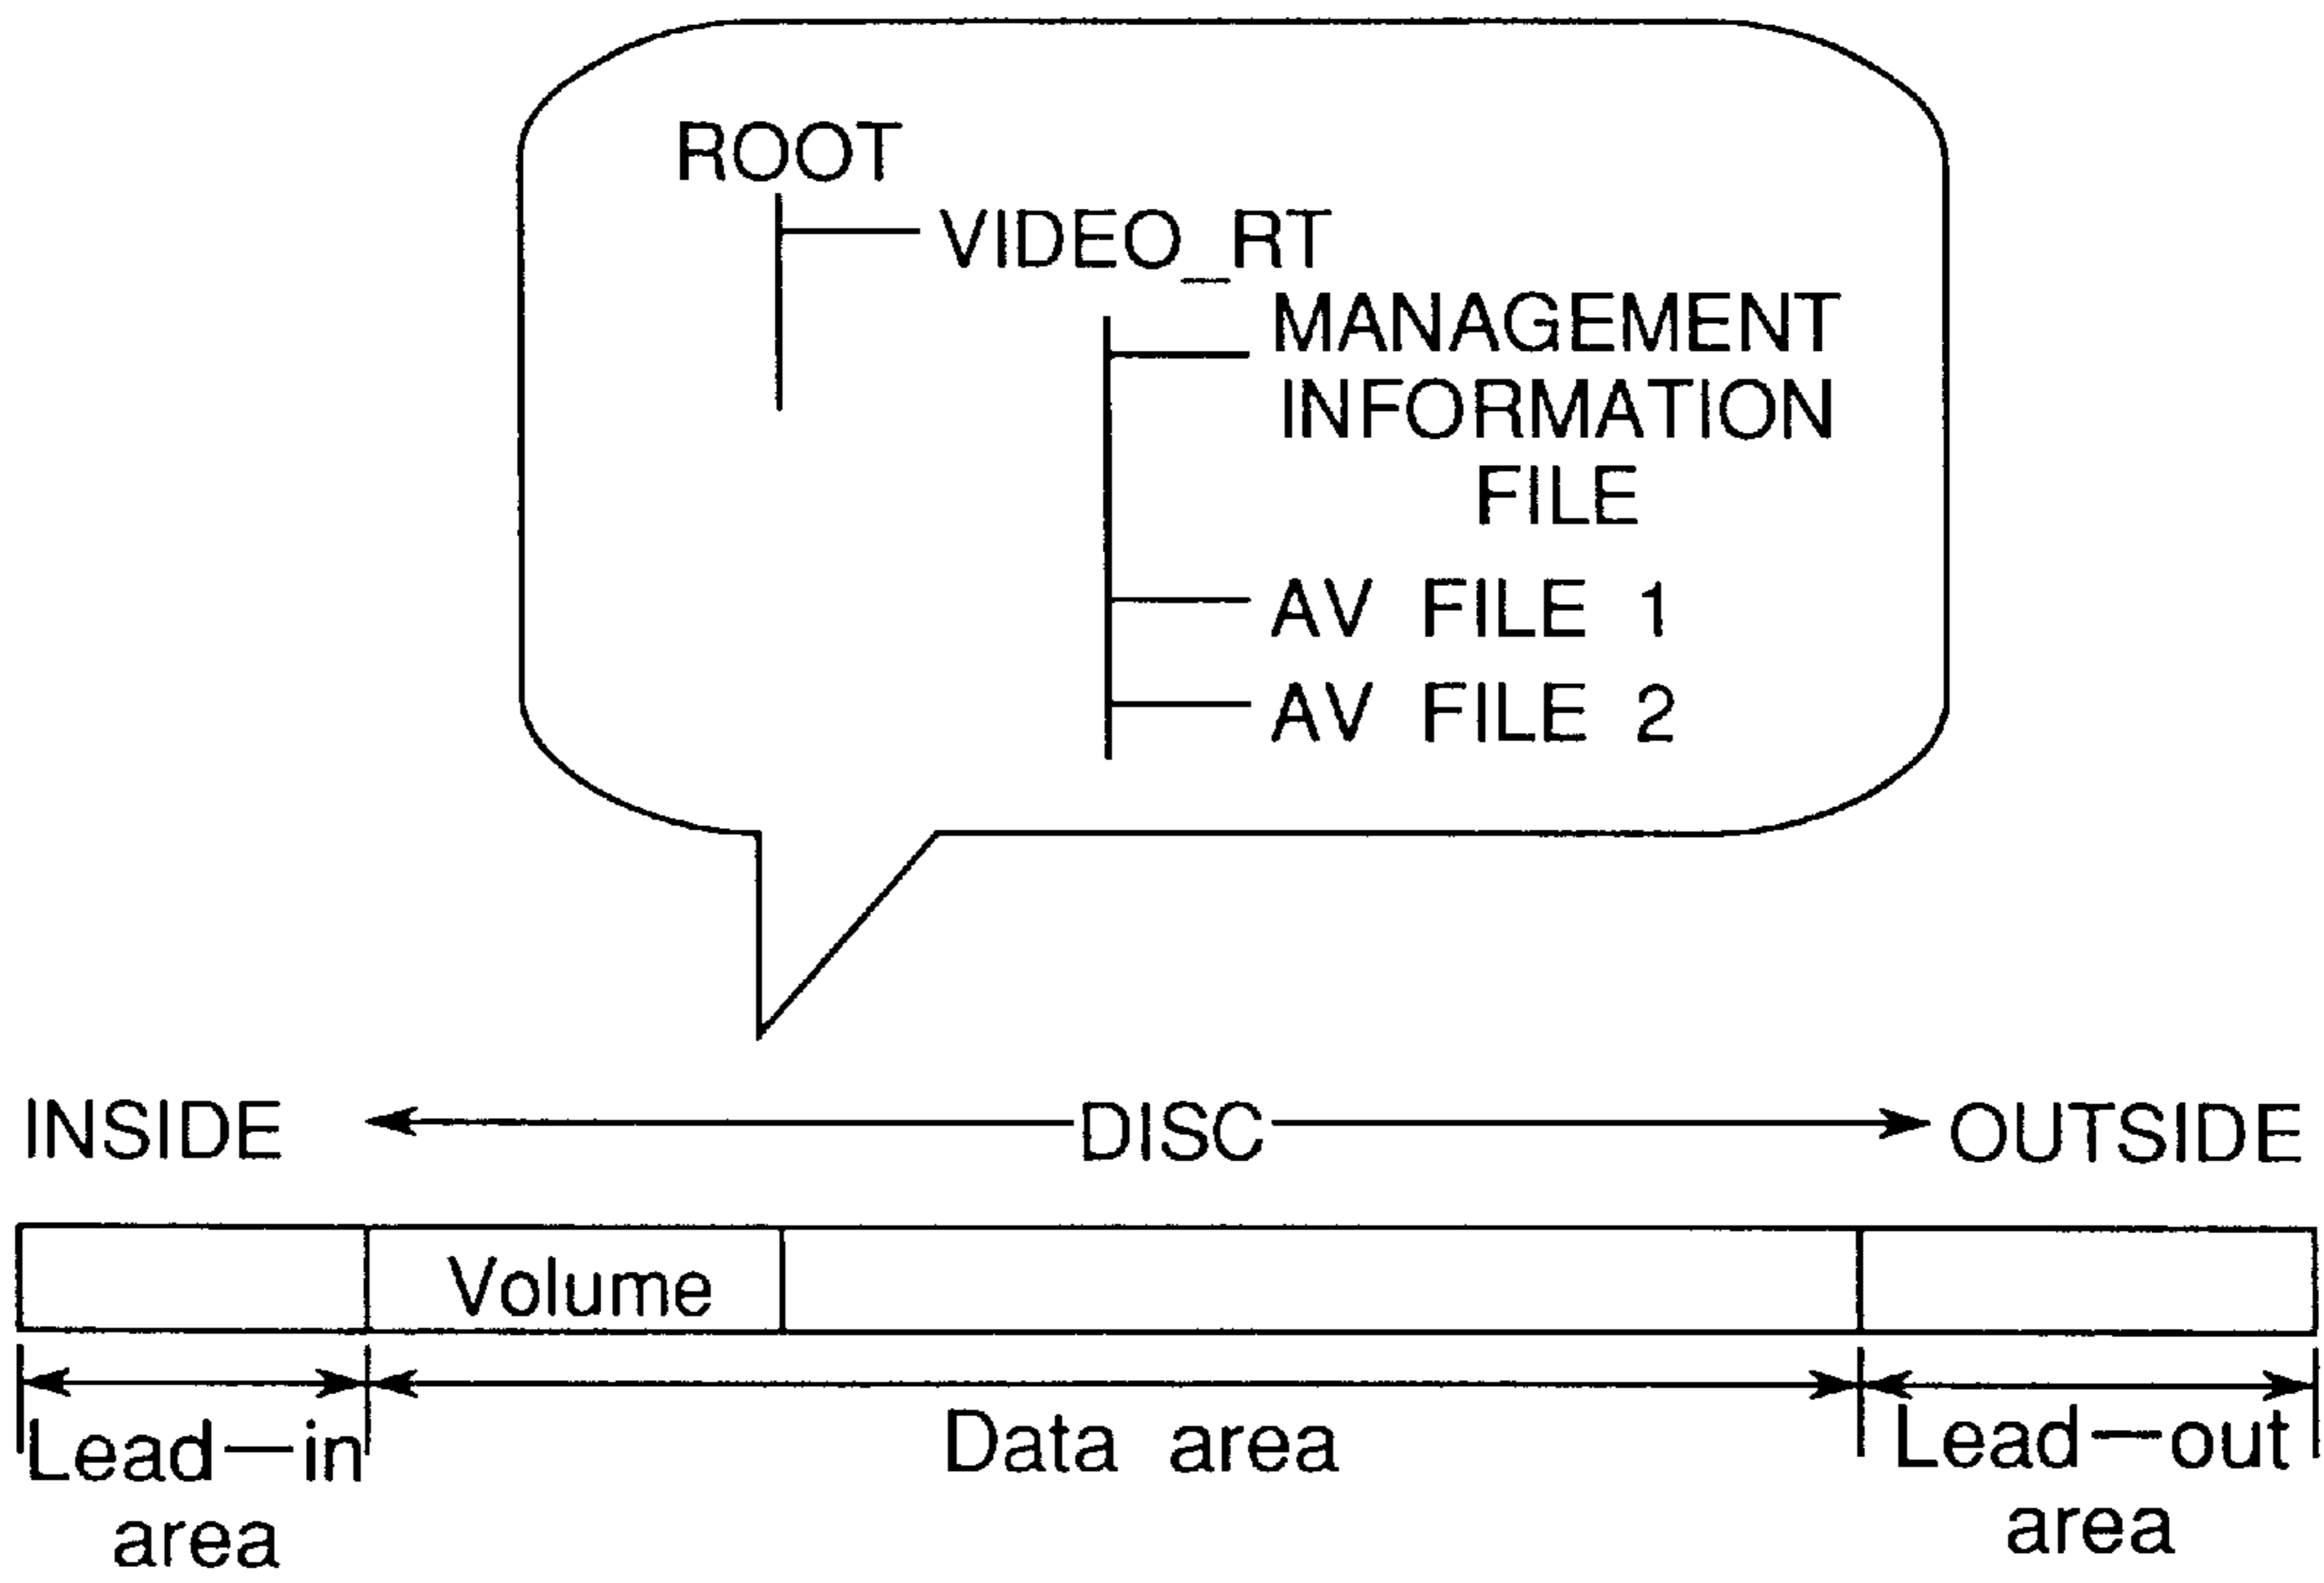 ROOT
VIDEO_RT
MANAGEMENT
INFORMATION
FILE
AV FILE 1
AV FILE 2
INSIDE DISC OUTSIDE
Volume
Lead-in Data area Lead-out
area area